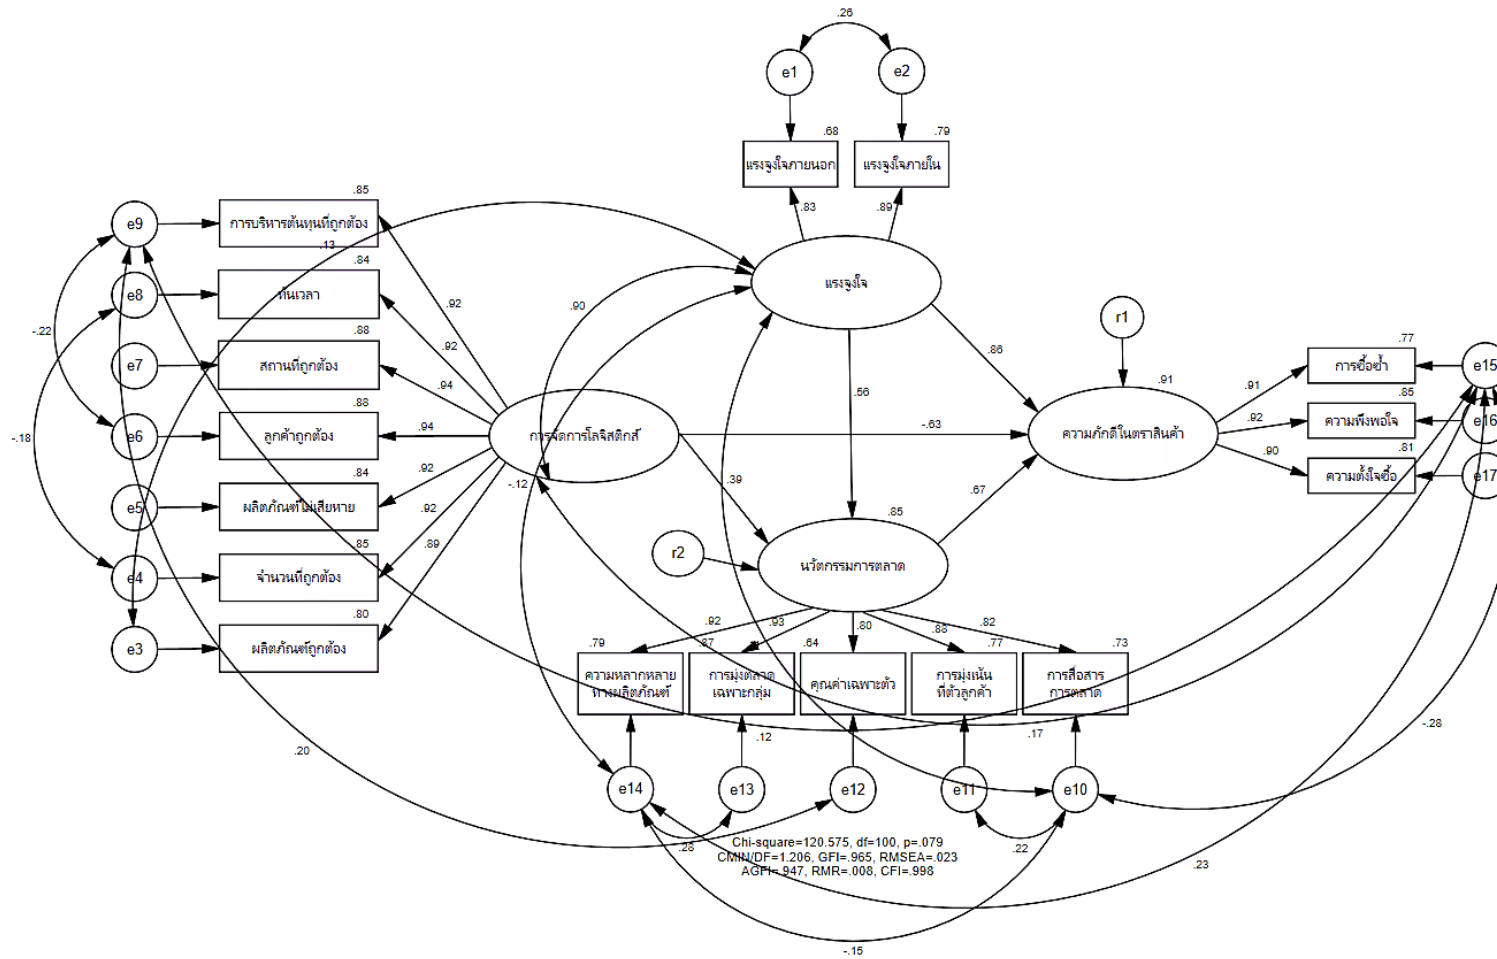 .26
e1
e2
.68
.79
แรงจูงใจภายนอก
แรงจูงใจภายใน
.83
.89
.85
e9
การบริหารต้นทุนที่ถูกต้อง
.13
.84
e8
ทันเวลา
.92
.90
แรงจูงใจ
r1
-.22
.88
e7
สถานที่ถูกต้อง
.92
.94
.86
.77
การซื้อซ้ำ
e15
.91
.91
.56
.85
-.18
.88
e6
ลูกค้าถูกต้อง
.94
การจัดการโลจิสติกส์
-.63
ความภักดีในตราสินค้า
.92
ความพึงพอใจ
e16
.84
.92
.90
.81
ความตั้งใจซื้อ
e17
e5
ผลิตภัณฑ์ไม่เสียหาย
.92
-.12
.39
.67
.85
.85
.89
e4
จำนวนที่ถูกต้อง
r2
นวัตกรรมการตลาด
.80
e3
ผลิตภัณฑ์ถูกต้อง
.92
.93
.80
.88
.82
.79
.87
.64
.77
.73
ความหลากหลาย
ทางผลิตภัณฑ์
การมุ่งตลาด
เฉพาะกลุ่ม
คุณค่าเฉพาะตัว
การมุ่งเน้น
ที่ตัวลูกค้า
การสื่อสาร
การตลาด
.20
.12
.17
-.28
e14
e13
e12
e11
e10
.28
.22
Chi-square=120.575, df=100, p=.079
CMIN/DF=1.206, GFI=.965, RMSEA=.023
AGFI=.947, RMR=.008, CFI=.998
.23
-.15